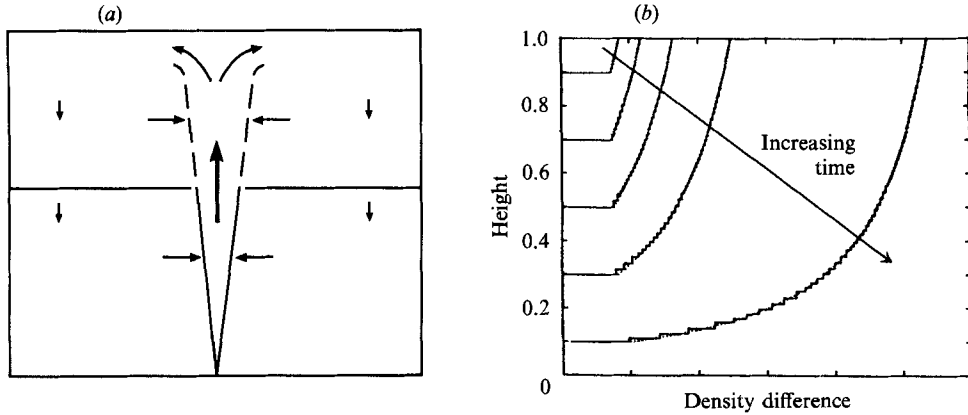 (a)
(b)
1.0
0.8
0.6
0.4
0.2
0
Height
Increasing
time
Density difference